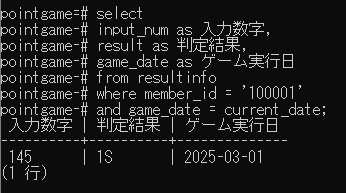 pointgame=# select
pointgame-# input_num as 入力数字,
pointgame-# result as 判定結果,
pointgame-# game_date as ゲーム実行日
pointgame-# from resultinfo
pointgame-# where member_id = '100001'
pointgame-# and game_date = current_date;
 入力数字 | 判定結果 | ゲーム実行日
----------+----------+--------------
 145      | 1S       | 2025-03-01
(1 行)